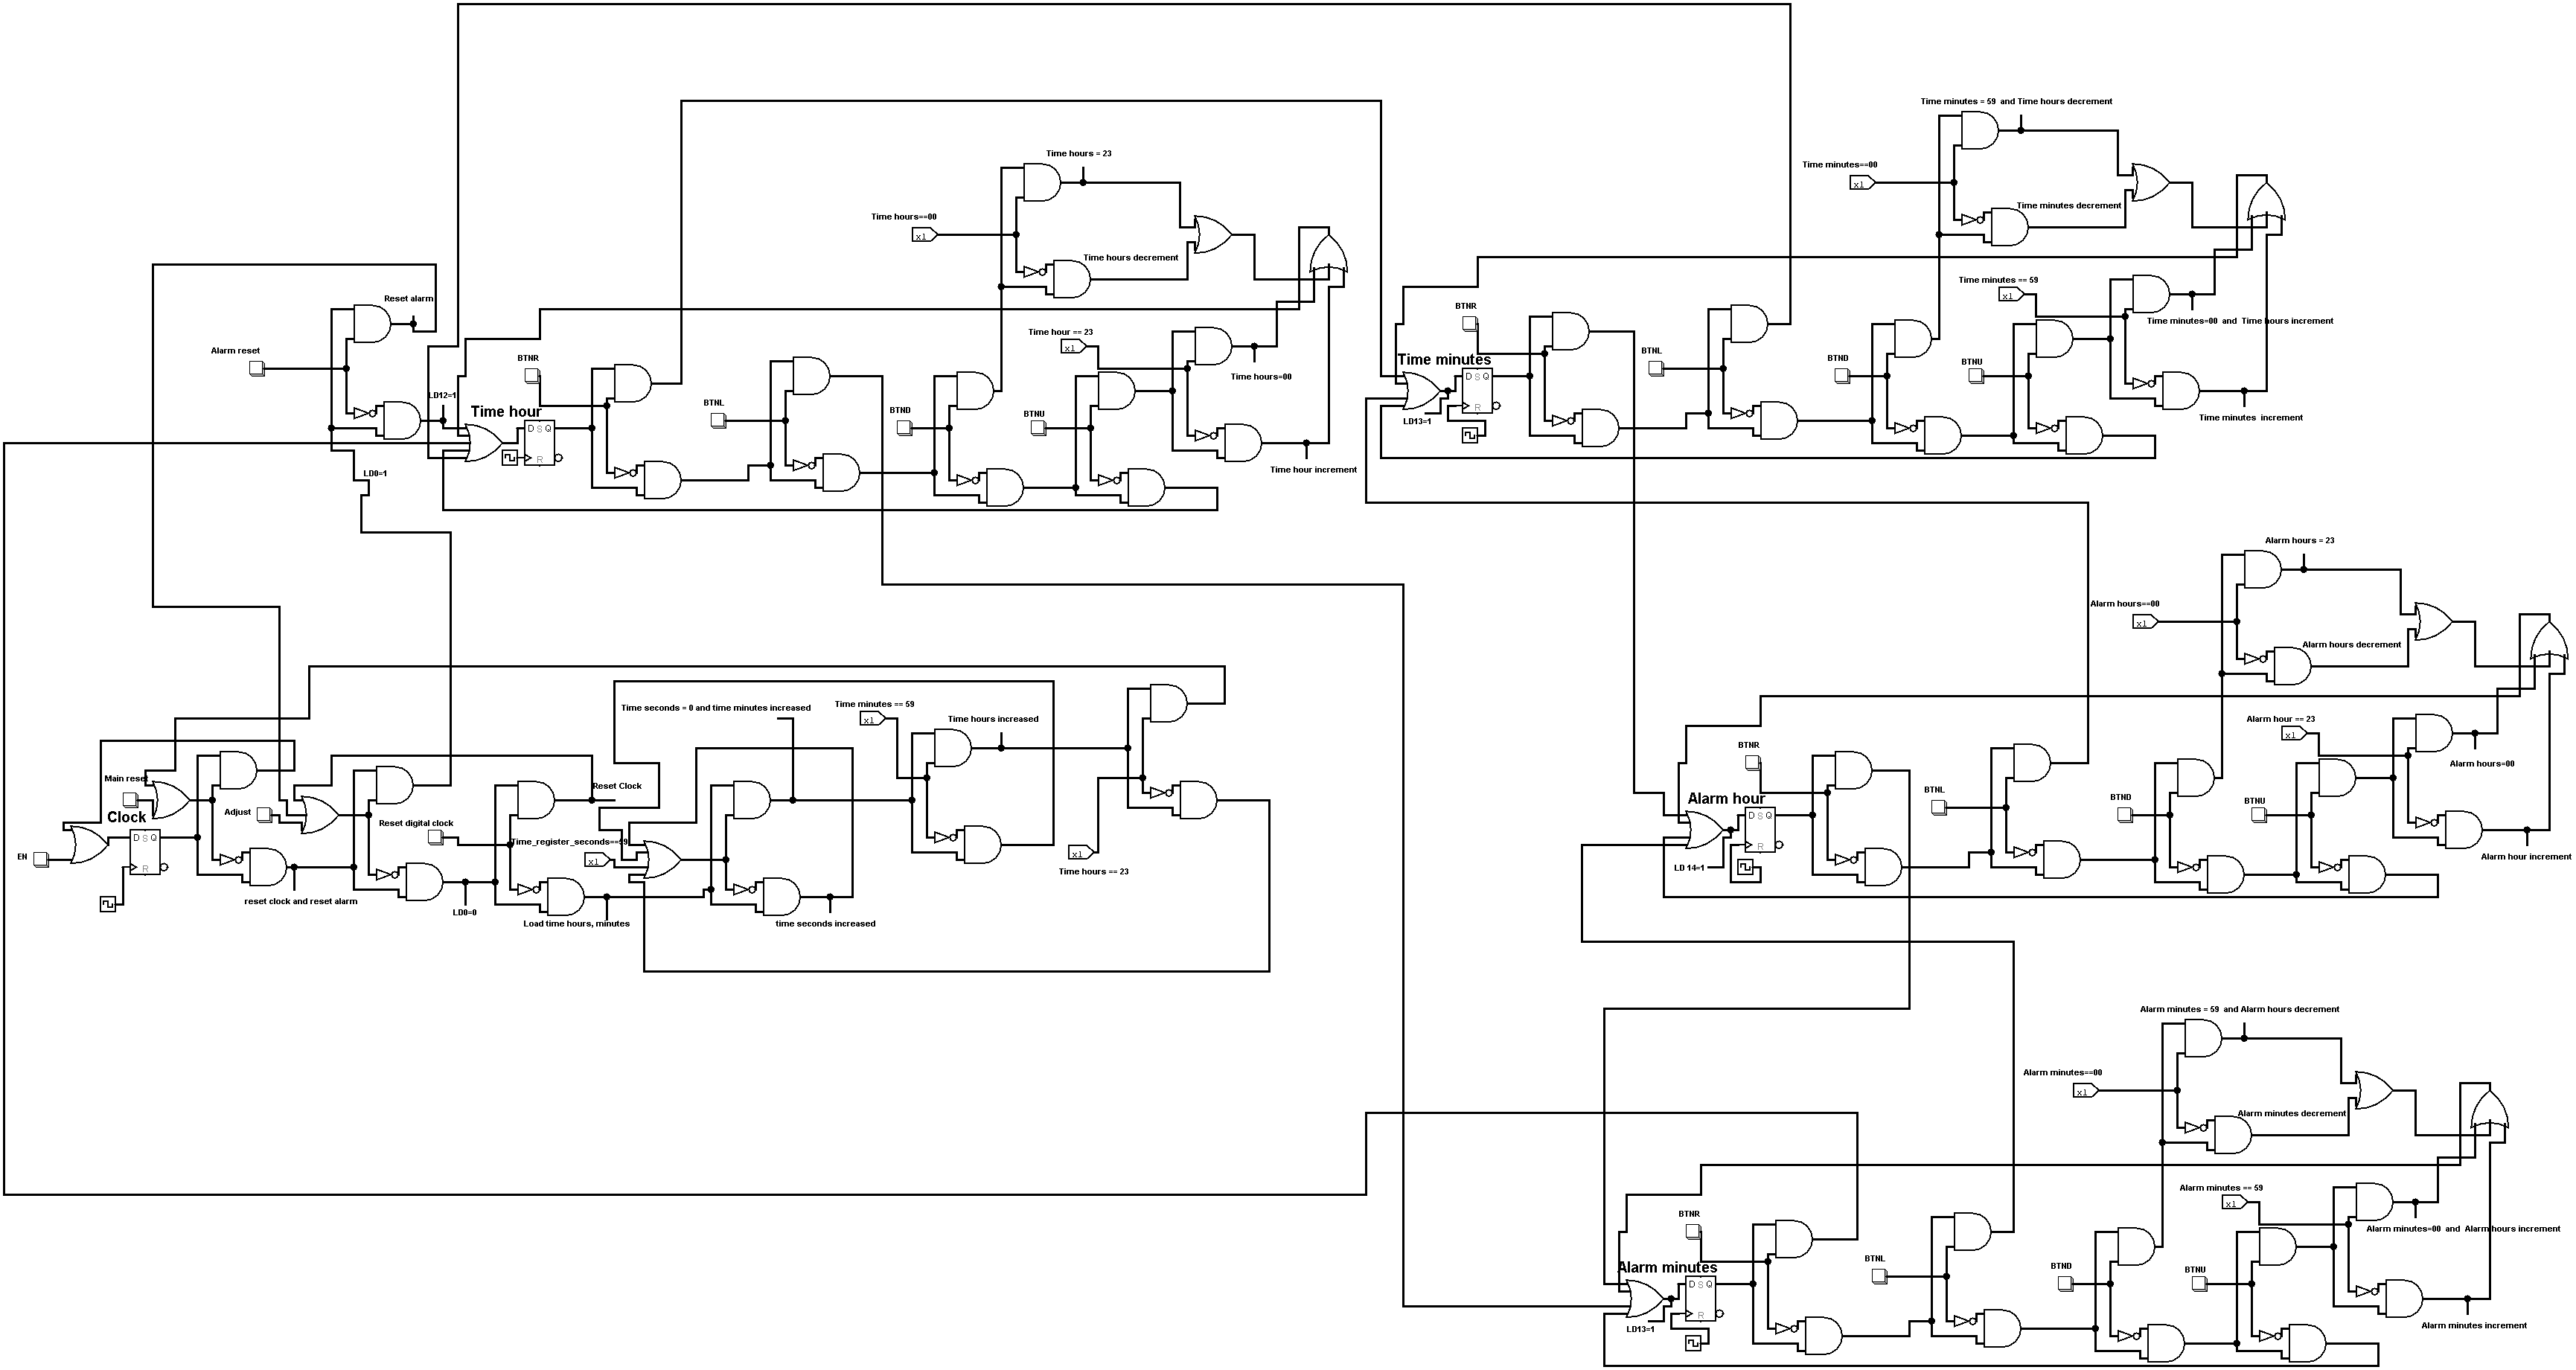 Time minutes = 59 and Time hours decrement
Time hours = 23
Time minutes==00
x1
Time minutes decrement
Time hours==00
x1
Time hours decrement
Time minutes == 59
x1
Time minutes=00 and Time hours increment
Reset alarm
Alarm reset
BTNR
Time hour == 23
x1
Time hours=00
BTNR
BTNL
BTND
BTNU
Time minutes
D S Q
R
LD13=1
Time minutes increment
LD12=1
Time hour
D S Q
R
BTNL
BTND
BTNU
Time hour increment
LD0=1
Alarm hours = 23
Alarm hours==00
x1
Alarm hours decrement
Time seconds = 0 and time minutes increased
Time minutes == 59
x1
Time hours increased
Alarm hour == 23
x1
Alarm hours=00
Main reset
Clock
D S Q
R
EN
Adjust
Reset digital clock
Reset Clock
Time_register_seconds==59
x1
x1
Time hours == 23
reset clock and reset alarm
LD0=0
Load time hours, minutes
time seconds increased
BTNR
BTNL
BTND
BTNU
Alarm hour
D S Q
R
LD 14=1
Alarm hour increment
Alarm minutes = 59 and Alarm hours decrement
Alarm minutes==00
x1
Alarm minutes decrement
Alarm minutes == 59
x1
Alarm minutes=00 and Alarm hours increment
BTNR
BTNL
BTND
BTNU
Alarm minutes
D S Q
R
LD13=1
Alarm minutes increment